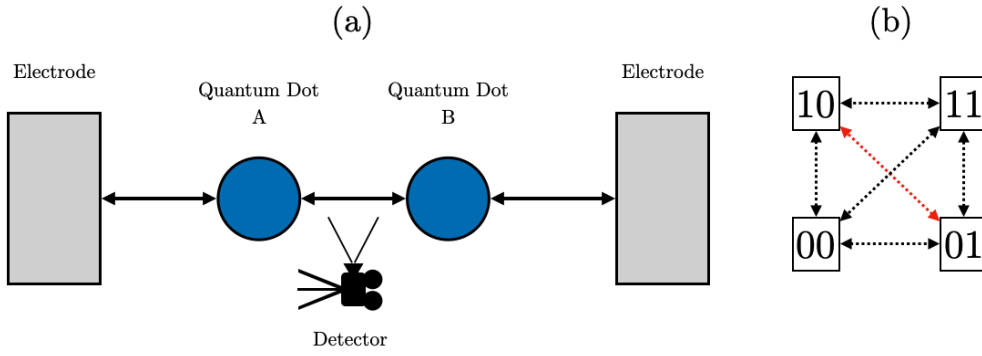 (a)
(b)
Electrode
Quantum Dot
A
Quantum Dot
B
Electrode
Detector
10
11
00
01